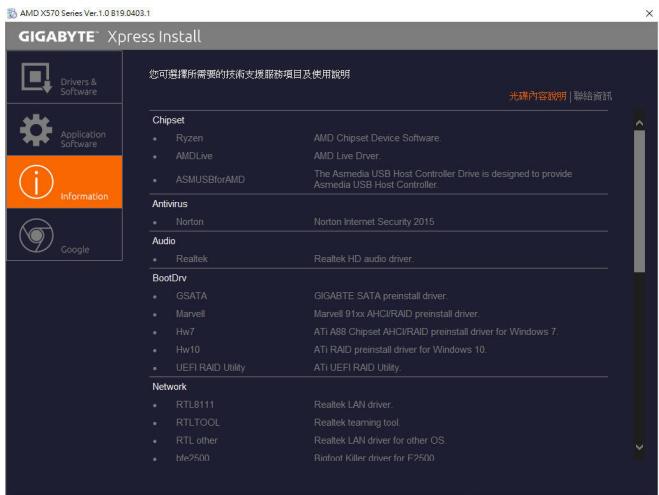 AMD X570 Series Ver.1.0 B19.0403.1
GIGABYTE™ Xpress Install
Drivers & Software
Application Software
Information
Google
您可選擇所需要的技術支援服務項目及使用說明
光碟內容說明 | 聯絡資訊
Chipset
• Ryzen AMD Chipset Device Software.
• AMDLive AMD Live Drver.
• ASMUSBforAMD The Asmedia USB Host Controller Drive is designed to provide
Asmedia USB Host Controller.
Antivirus
• Norton Norton Internet Security 2015
Audio
• Realtek Realtek HD audio driver.
BootDrv
• GSATA GIGABTE SATA preinstall driver.
• Marvell Marvell 91xx AHCI/RAID preinstall driver.
• Hw7 ATi A88 Chipset AHCI/RAID preinstall driver for Windows 7.
• Hw10 ATi RAID preinstall driver for Windows 10.
• UEFI RAID Utility ATi UEFI RAID Utility.
Network
• RTL8111 Realtek LAN driver.
• RTLTOOL Realtek teaming tool.
• RTL other Realtek LAN driver for other OS.
• bfe2500 Bigfoot Killer driver for E2500.